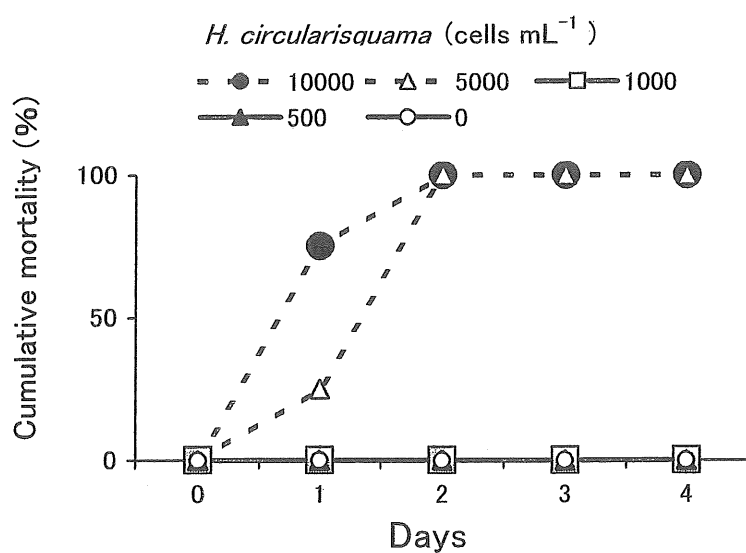 H. circularisquama (cells mL⁻¹)
10000 5000 1000
500 0
Cumulative mortality (%)
100
50
0
0 1 2 3 4
Days